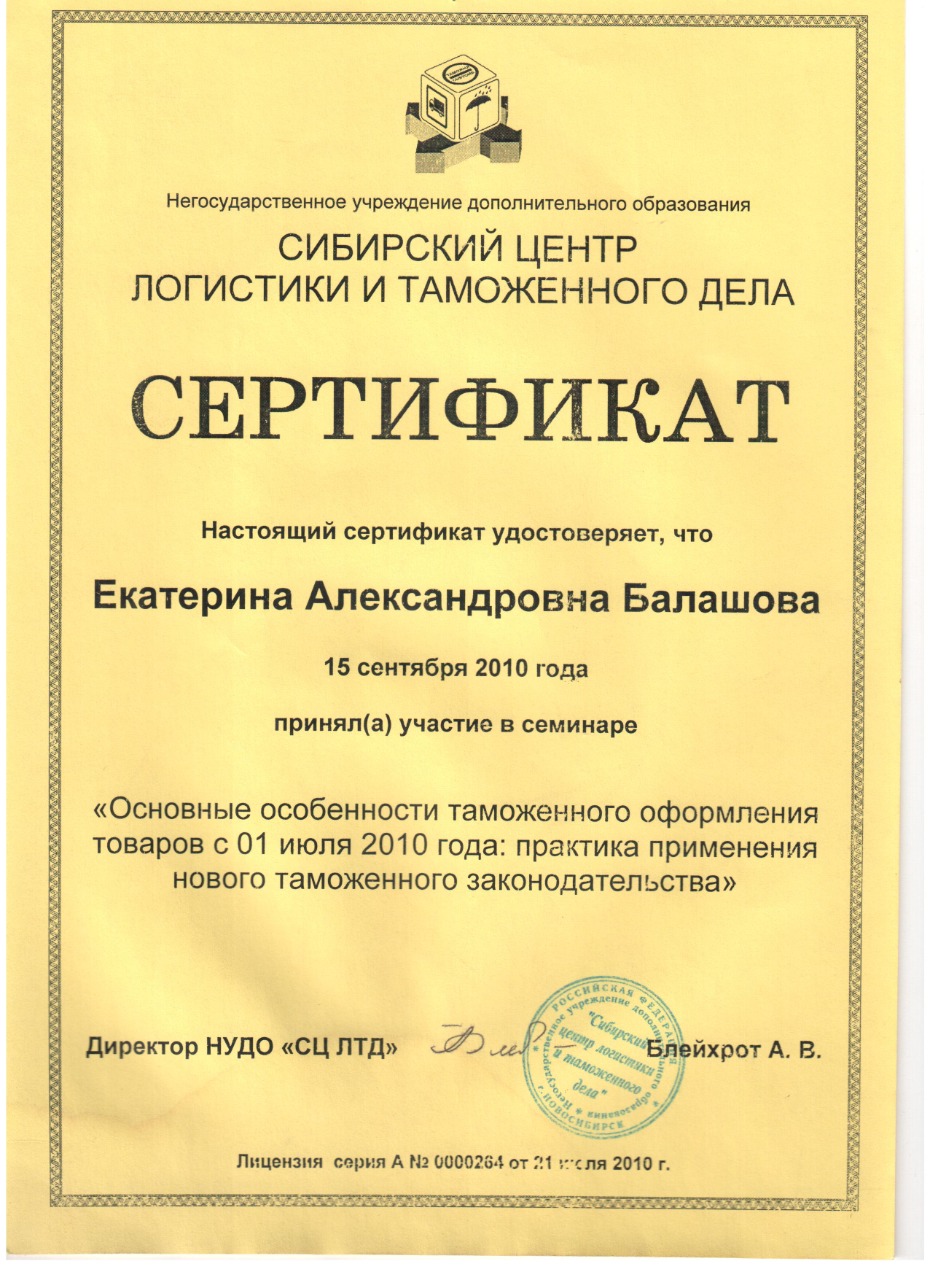 Негосударственное учреждение дополнительного образования
СИБИРСКИЙ ЦЕНТР
ЛОГИСТИКИ И ТАМОЖЕННОГО ДЕЛА
СЕРТИФИКАТ
Настоящий сертификат удостоверяет, что
Екатерина Александровна Балашова
15 сентября 2010 года
принял(а) участие в семинаре
«Основные особенности таможенного оформления
товаров с 01 июля 2010 года: практика применения
нового таможенного законодательства»
Директор НУДО «СЦ ЛТД» Блейхрот А. В.
РОССИЙСКАЯ ФЕДЕРАЦИЯ
г. НОВОСИБИРСК
Негосударственное учреждение дополнительного образования
"Сибирский
центр логистики
и таможенного
дела"
Лицензия серия А № 0000264 от 21 июля 2010 г.